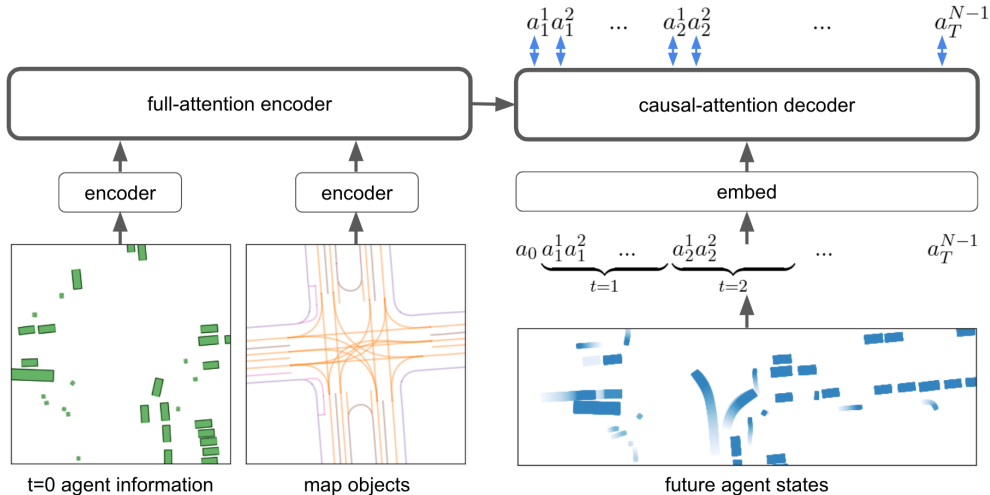 a_1^1 a_1^2 ... a_2^1 a_2^2 ... a_T^{N-1}
full-attention encoder
causal-attention decoder
encoder
encoder
embed
a_0 a_1^1 a_1^2 ... a_2^1 a_2^2 ... a_T^{N-1}
t=1
t=2
t=0 agent information
map objects
future agent states